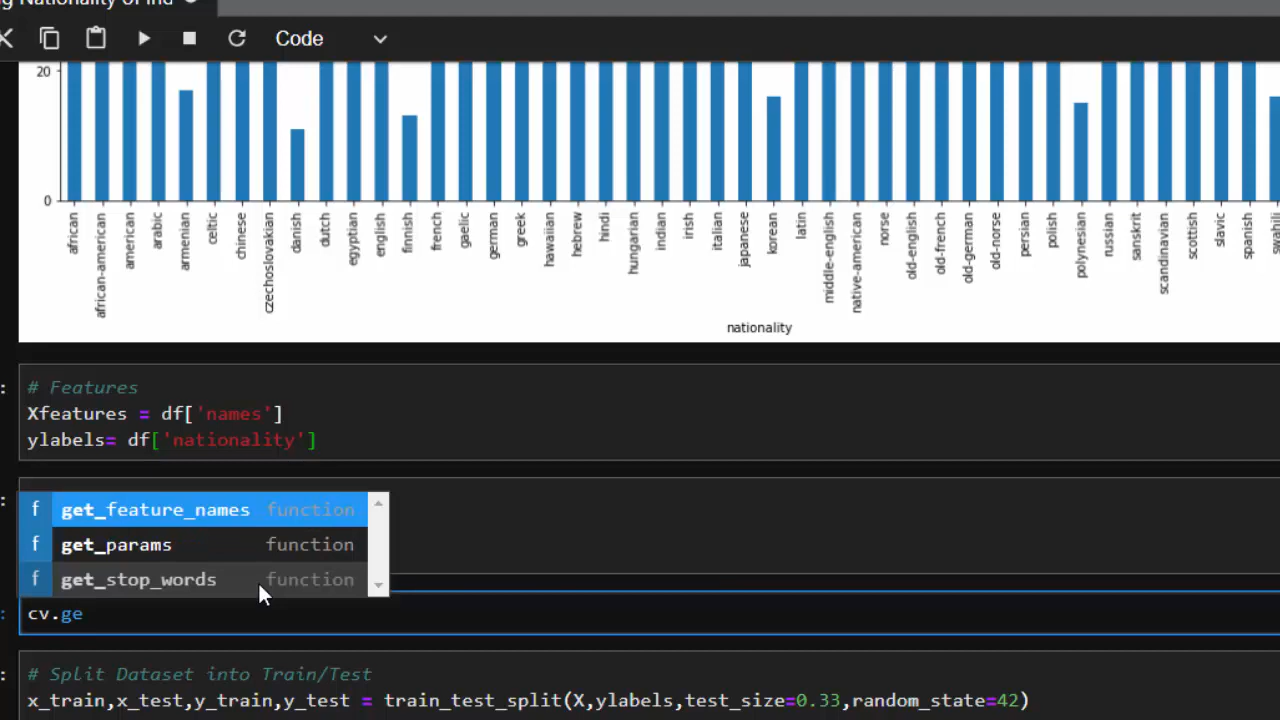 g Nationality of Ind
Code
20
0
african
african-american
american
arabic
armenian
celtic
chinese
czechoslovakian
danish
dutch
egyptian
english
finnish
french
gaelic
german
greek
hawaiian
hebrew
hindi
hungarian
indian
irish
italian
japanese
korean
latin
middle-english
native-american
norse
old-english
old-french
old-german
old-norse
persian
polish
polynesian
russian
sanskrit
scandinavian
scottish
slavic
spanish
swahili
nationality
# Features
Xfeatures = df['names']
ylabels= df['nationality']
f get_feature_names function
f get_params function
f get_stop_words function
cv.ge
# Split Dataset into Train/Test
x_train,x_test,y_train,y_test = train_test_split(X,ylabels,test_size=0.33,random_state=42)